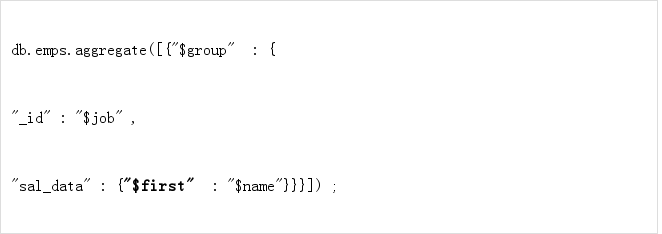 db.emps.aggregate([{"$group" : {
"_id" : "$job" ,
"sal_data" : {"$first" : "$name"}}}]) ;